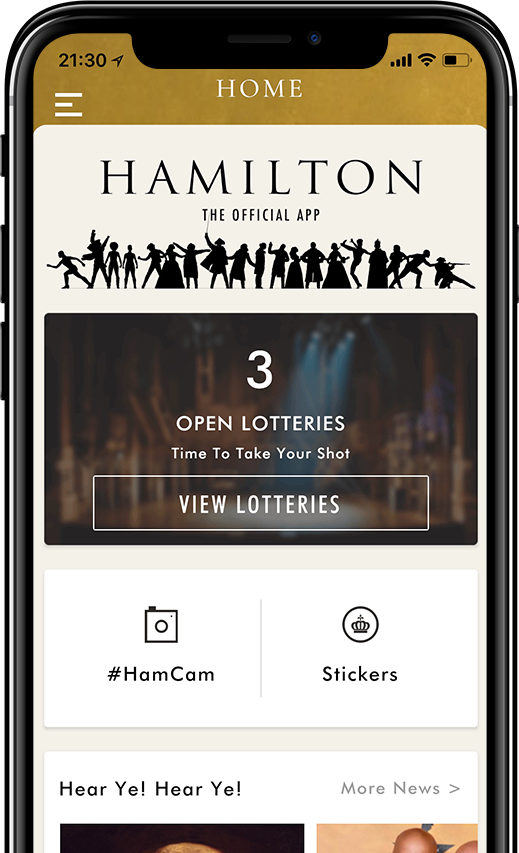 21:30
HOME
HAMILTON
THE OFFICIAL APP
3
OPEN LOTTERIES
Time To Take Your Shot
VIEW LOTTERIES
#HamCam
Stickers
Hear Ye! Hear Ye!
More News >